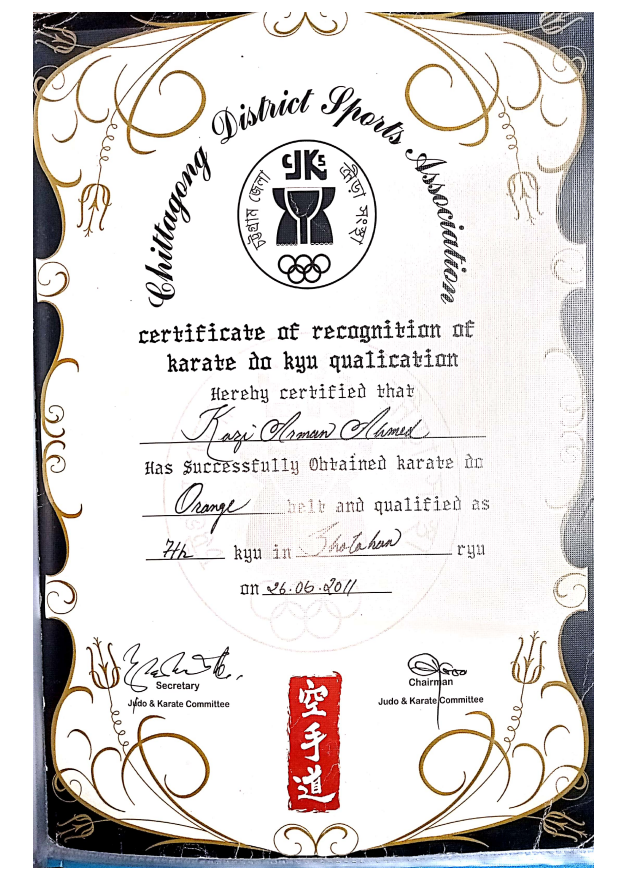 Chittagong District Sports Association
CJKS
চট্টগ্রাম জেলা ক্রীড়া সংস্থা
certificate of recognition of
karate do kyu qualication
Hereby certified that
Kazi Arman Ahmed
Has Successfully Obtained karate do
Orange belt and qualified as
7th kyu in Shotokan ryu
on 26.06.2011
Secretary
Judo & Karate Committee
Chairman
Judo & Karate Committee
空
手
道